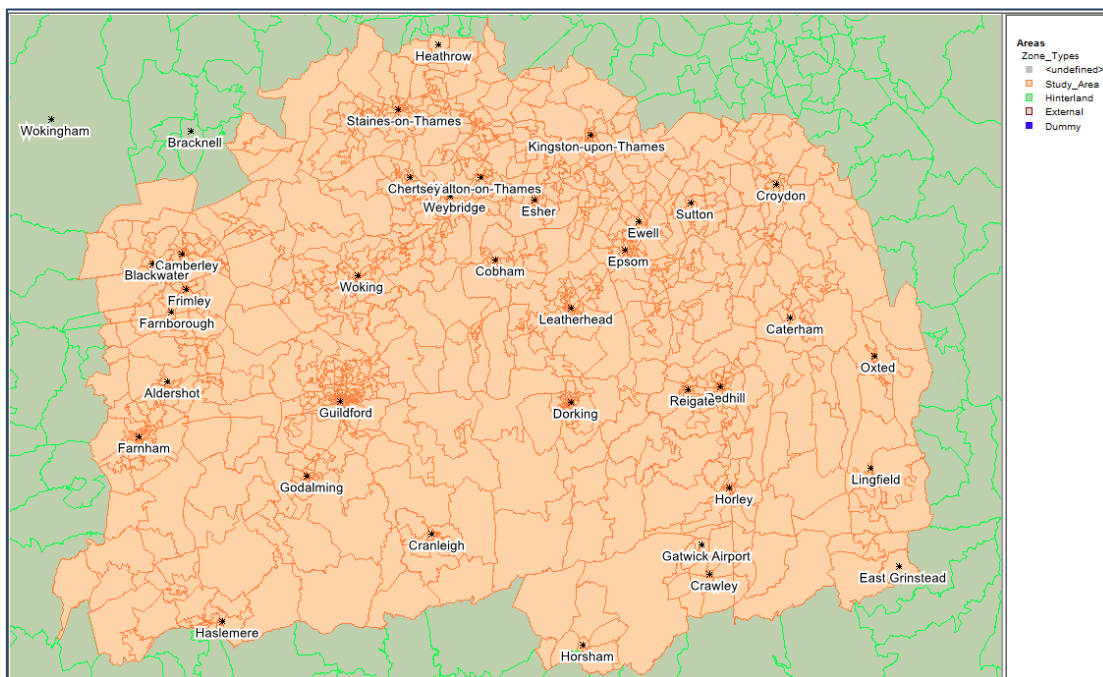 Heathrow
Staines-on-Thames
Wokingham
Bracknell
Kingston-upon-Thames
Chertsey
alton-on-Thames
Weybridge
Esher
Croydon
Sutton
Ewell
Epsom
Camberley
Blackwater
Cobham
Woking
Frimley
Farnborough
Leatherhead
Caterham
Oxted
Aldershot
Guildford
Dorking
Reigate
edhill
Farnham
Godalming
Lingfield
Horley
Cranleigh
Gatwick Airport
Crawley
East Grinstead
Haslemere
Horsham
Areas
Zone_Types
<undefined>
Study_Area
Hinterland
External
Dummy